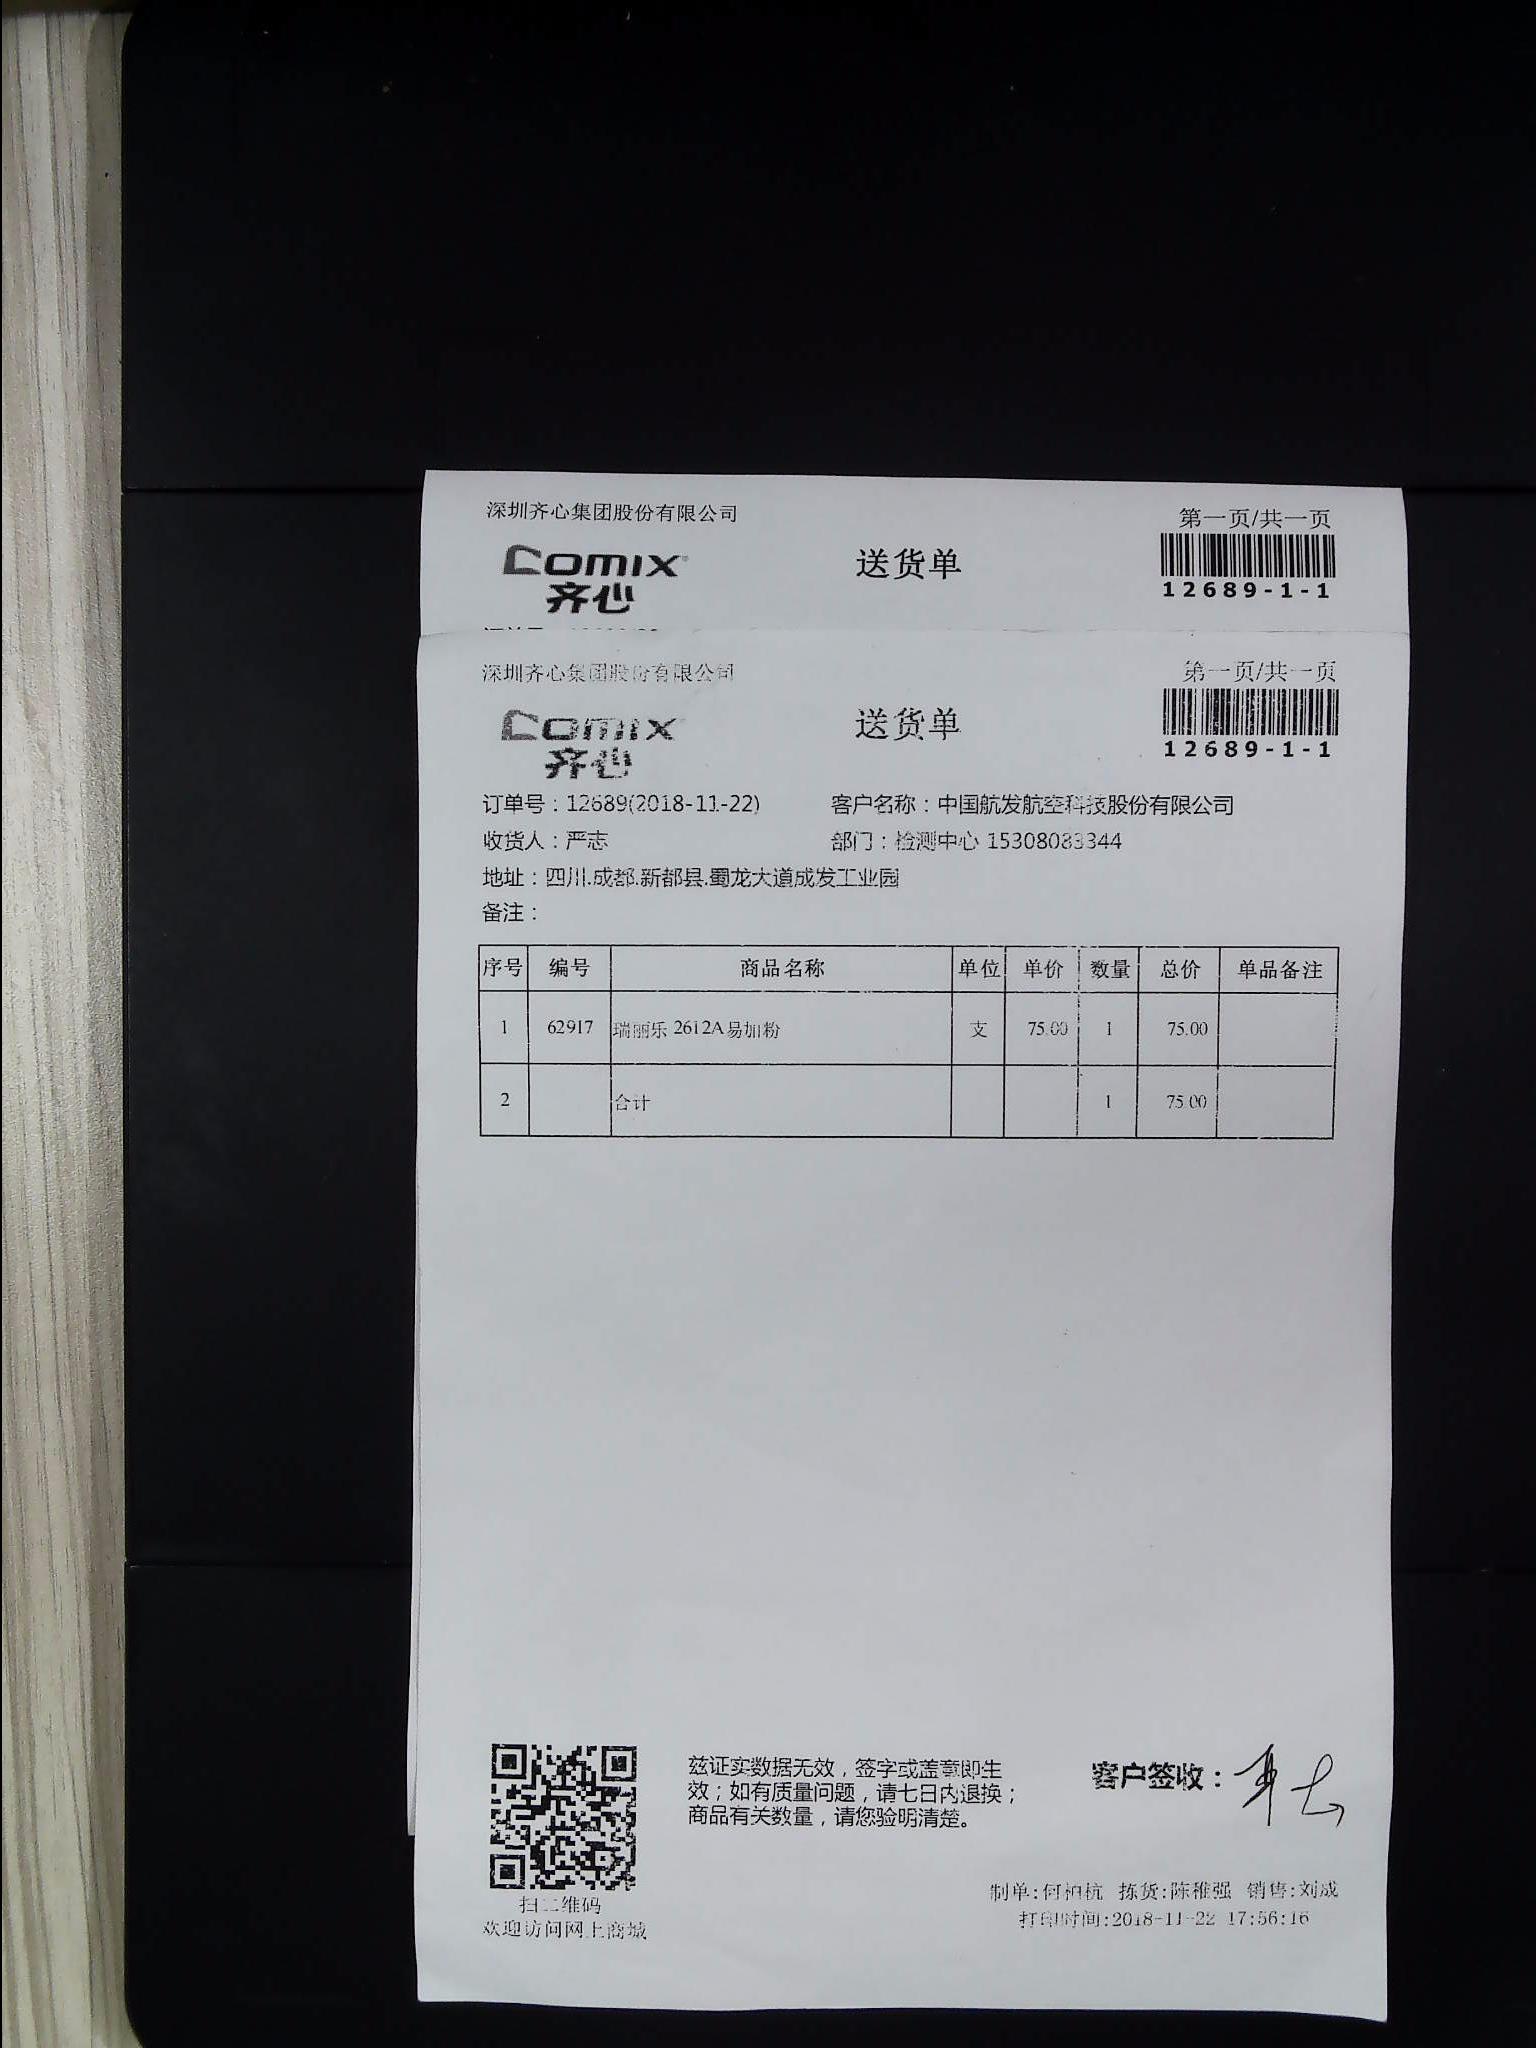 深圳齐心集团股份有限公司
第一页/共一页
comix
齐心
送货单
12689-1-1
深圳齐心集团股份有限公司
第一页/共一页
comix
齐心
送货单
12689-1-1
订单号：12689(2018-11-22) 客户名称：中国航发航空科技股份有限公司
收货人：严志 部门：检测中心 15308083344
地址：四川.成都.新都县.蜀龙大道成发工业园
备注：
序号 编号 商品名称 单位 单价 数量 总价 单品备注
1 62917 瑞丽乐 2612A易加粉 支 75.00 1 75.00
2 合计 1 75.00
兹证实数据无效，签字或盖章即生
效；如有质量问题，请七日内退换；
商品有关数量，请您验明清楚。
客户签收：
扫二维码
欢迎访问网上商城
制单:何柏杭 拣货:陈稚强 销售:刘成
打印时间:2018-11-22 17:56:16